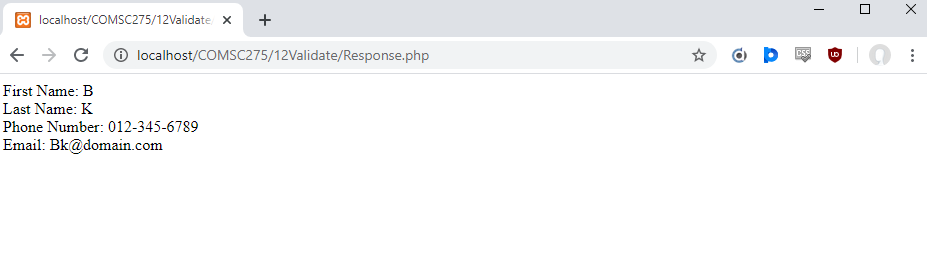 localhost/COMSC275/12Validate/
localhost/COMSC275/12Validate/Response.php
First Name: B
Last Name: K
Phone Number: 012-345-6789
Email: Bk@domain.com